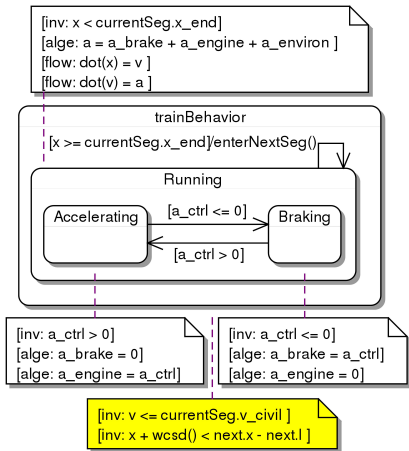 [inv: x < currentSeg.x_end]
[alge: a = a_brake + a_engine + a_environ ]
[flow: dot(x) = v ]
[flow: dot(v) = a ]
trainBehavior
[x >= currentSeg.x_end]/enterNextSeg()
Running
Accelerating
[a_ctrl <= 0]
Braking
[a_ctrl > 0]
[inv: a_ctrl > 0]
[alge: a_brake = 0]
[alge: a_engine = a_ctrl]
[inv: a_ctrl <= 0]
[alge: a_brake = a_ctrl]
[alge: a_engine = 0]
[inv: v <= currentSeg.v_civil ]
[inv: x + wcsd() < next.x - next.l ]